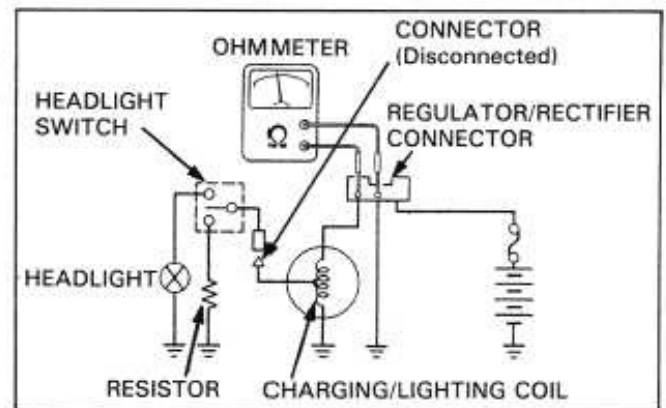 OHMMETER
CONNECTOR
(Disconnected)
HEADLIGHT
SWITCH
REGULATOR/RECTIFIER
CONNECTOR
Ω
HEADLIGHT
RESISTOR
CHARGING/LIGHTING COIL